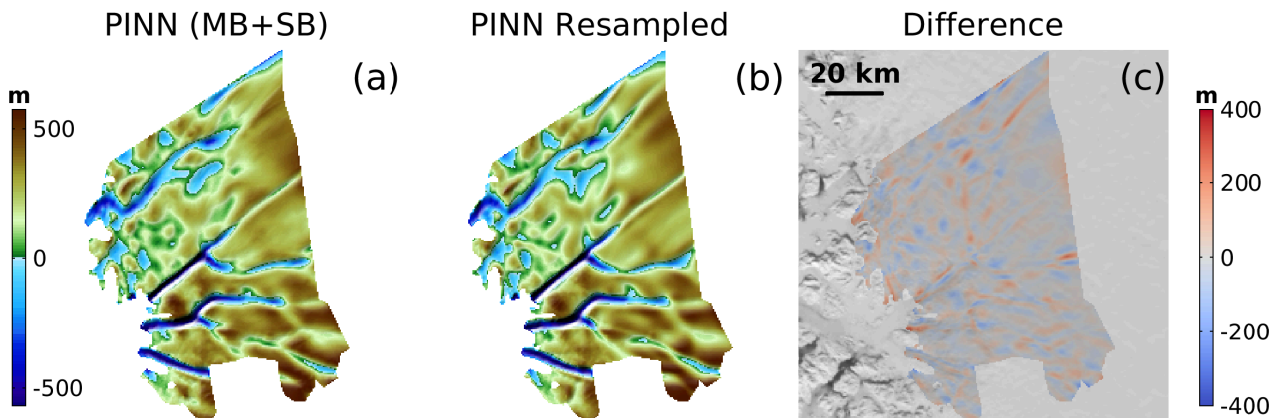 PINN (MB+SB)
PINN Resampled
Difference
(a)
(b)
(c)
20 km
m
500
0
-500
m
400
200
0
-200
-400